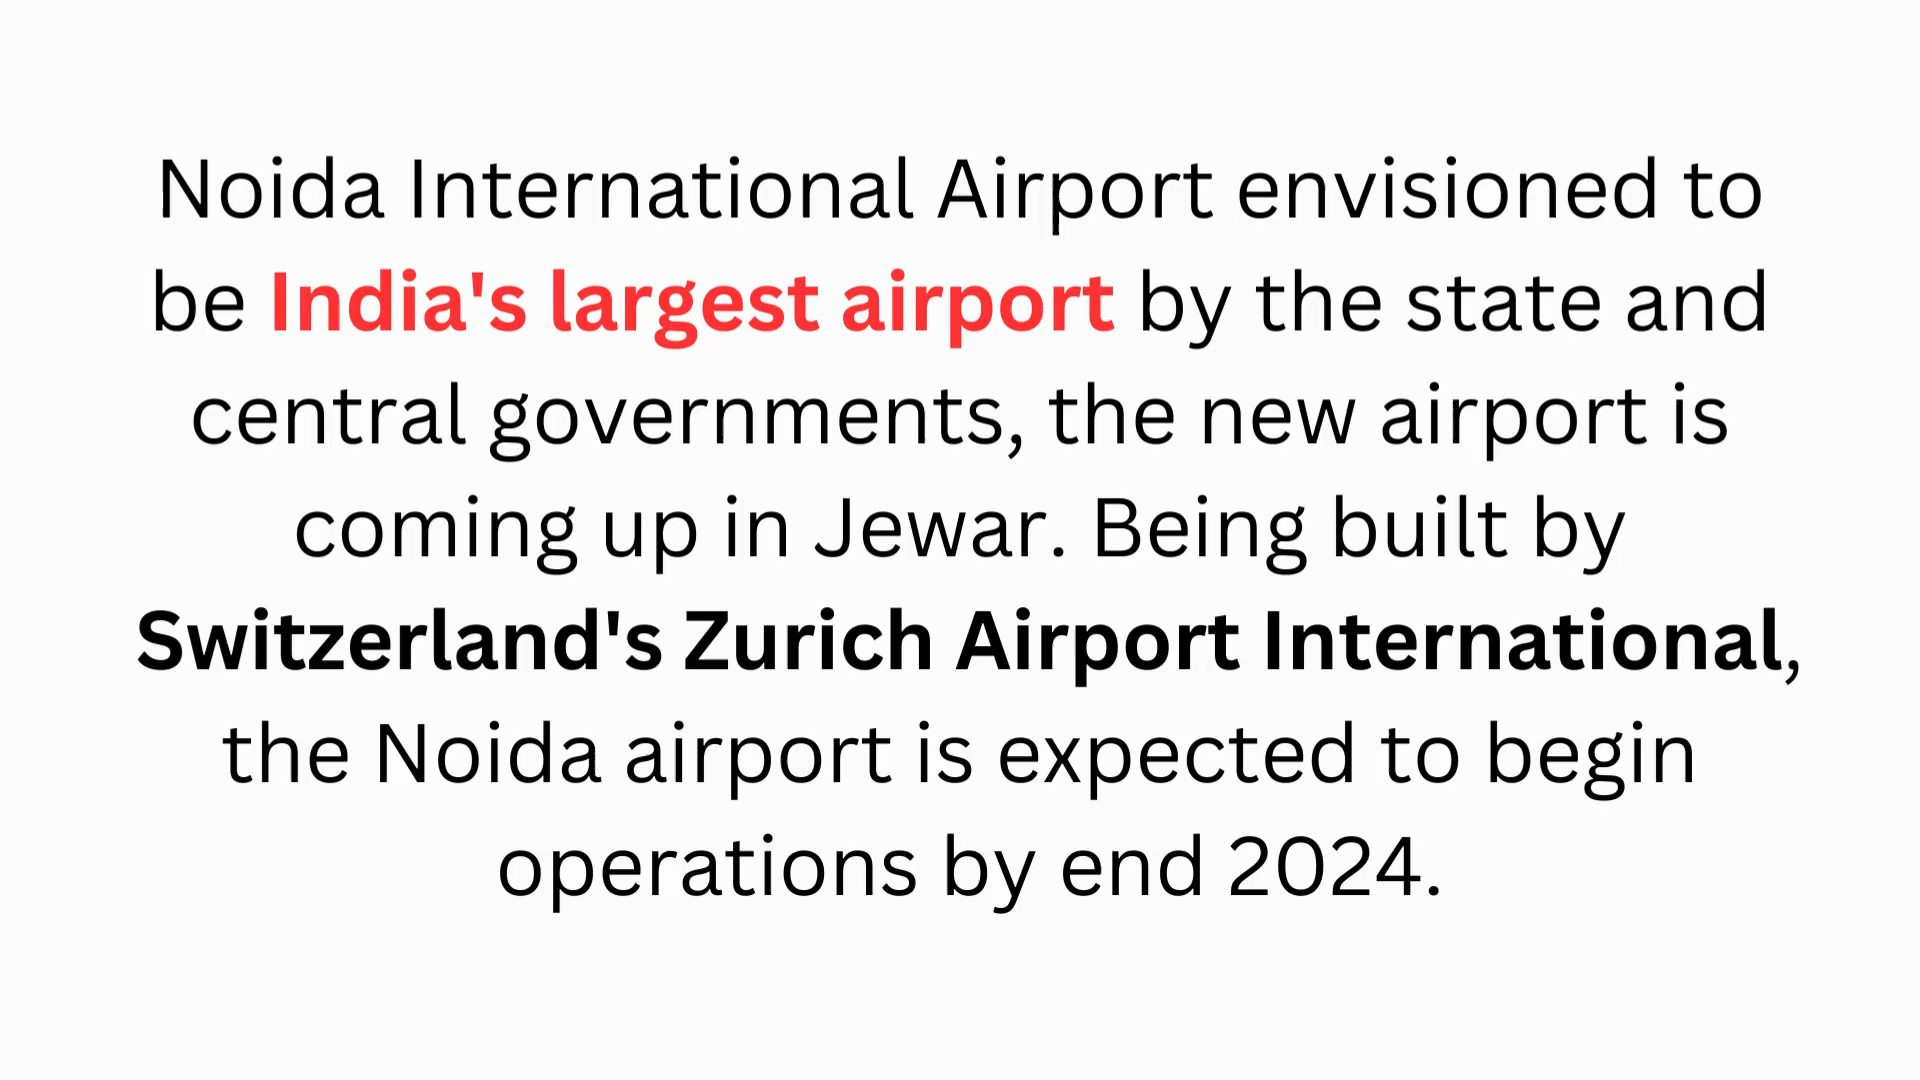 Noida International Airport envisioned to
be India's largest airport by the state and
central governments, the new airport is
coming up in Jewar. Being built by
Switzerland's Zurich Airport International,
the Noida airport is expected to begin
operations by end 2024.